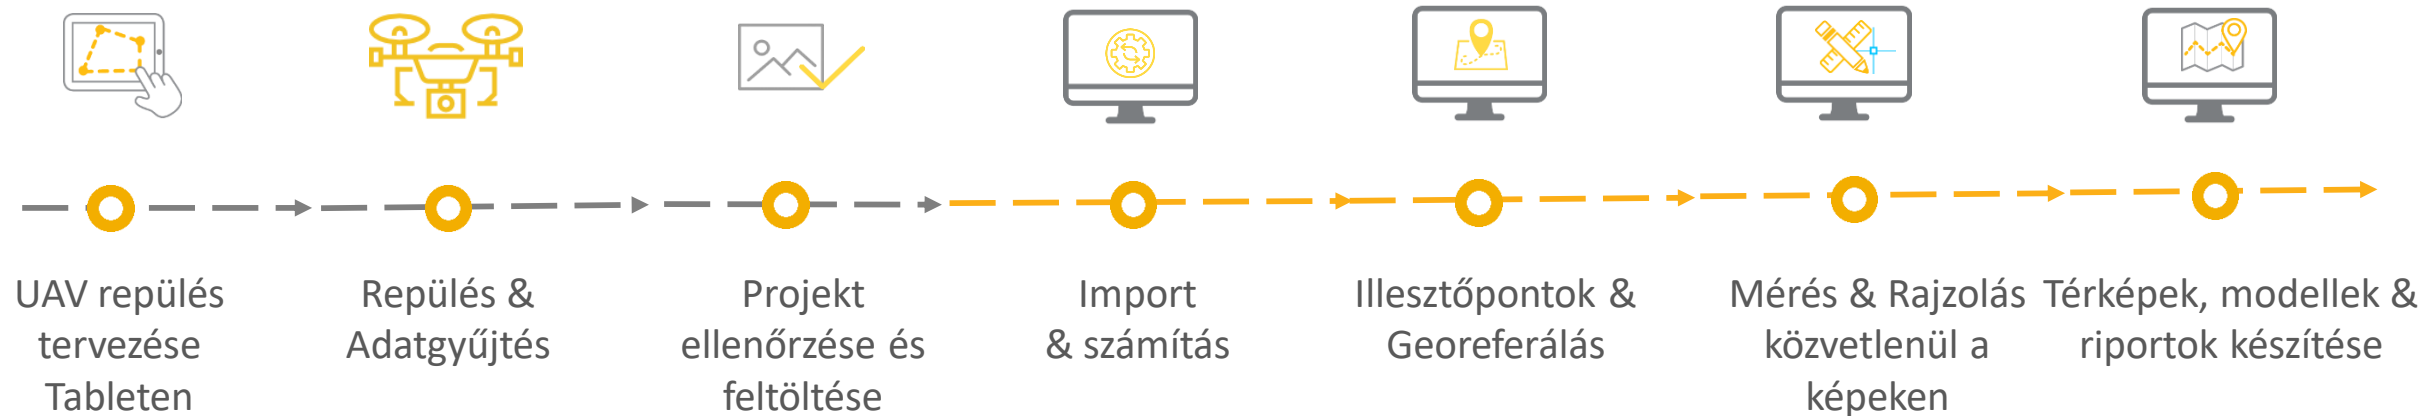 UAV repülés
tervezése
Tableten
Repülés &
Adatgyűjtés
Projekt
ellenőrzése és
feltöltése
Import
& számítás
Illesztőpontok &
Georeferálás
Mérés & Rajzolás
közvetlenül a
képeken
Térképek, modellek &
riportok készítése